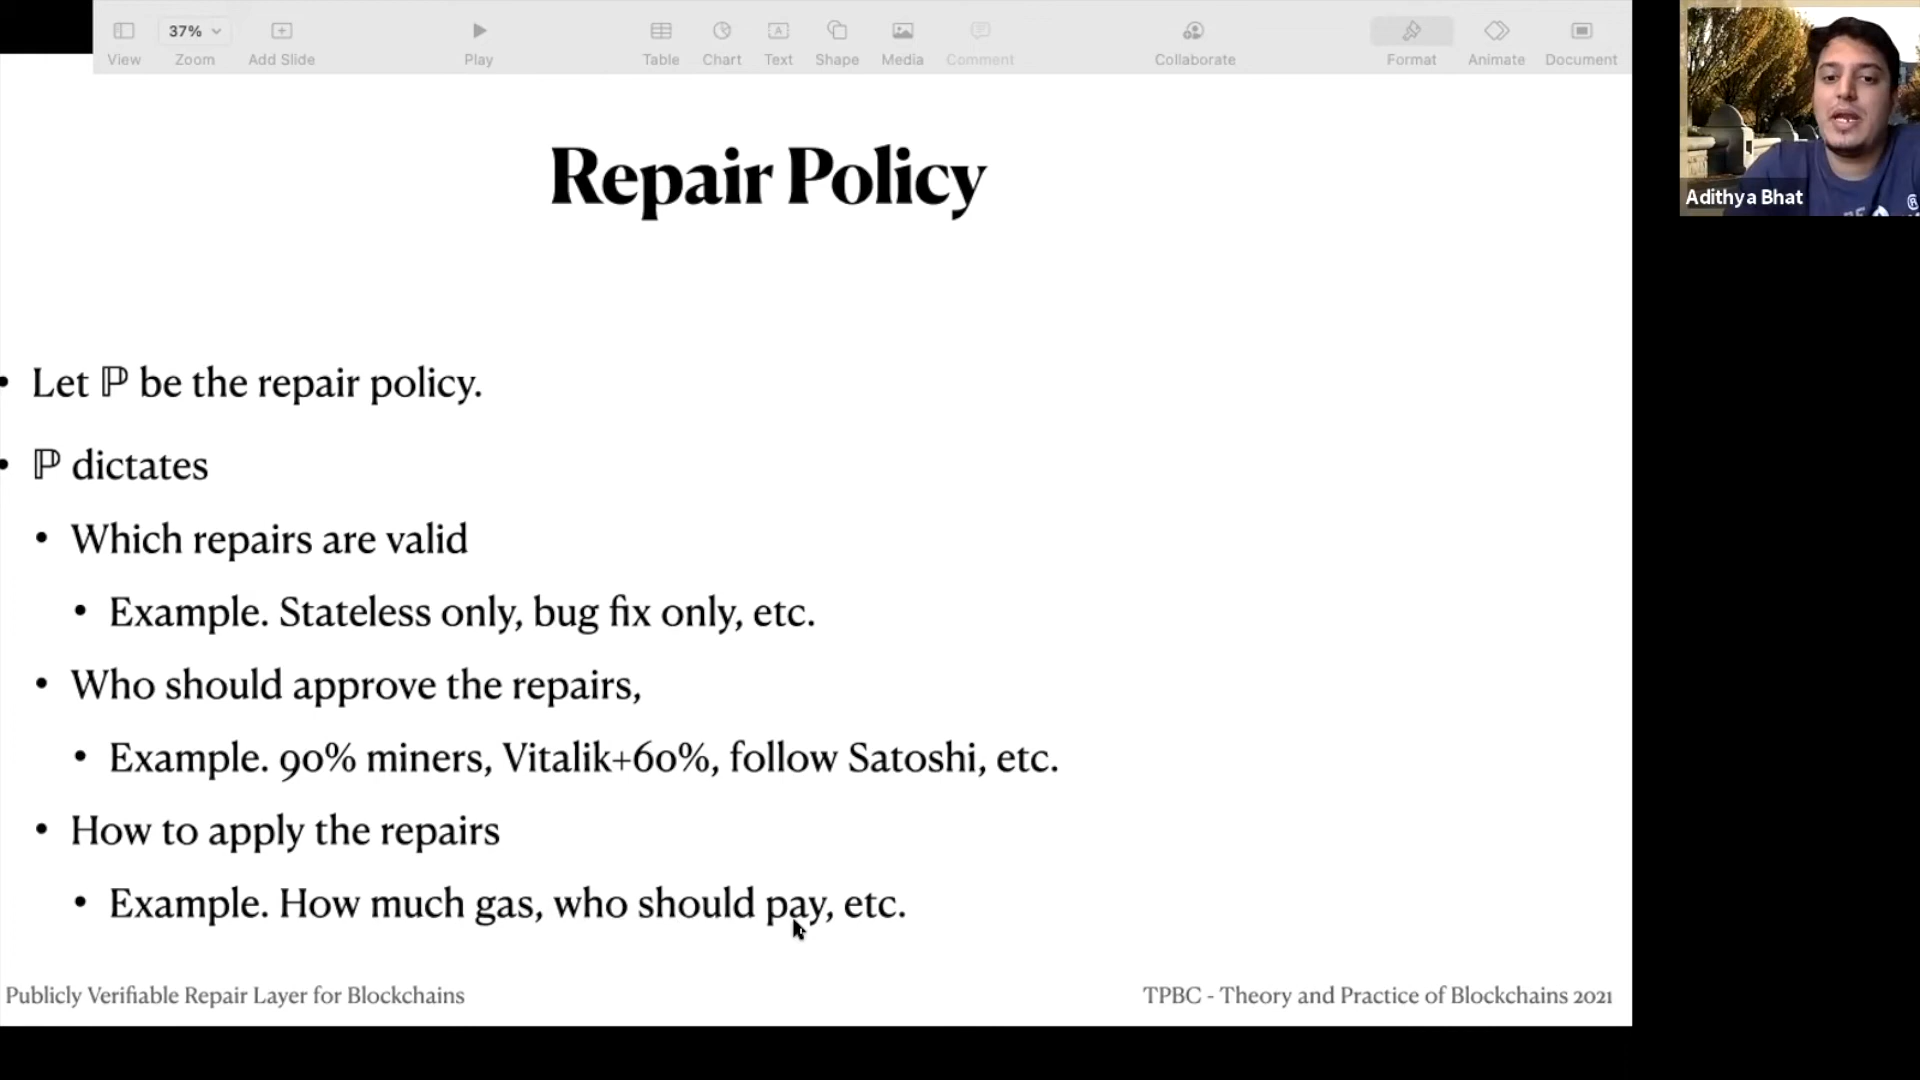 View
37%
Zoom
Add Slide
Play
Table
Chart
Text
Shape
Media
Comment
Collaborate
Format
Animate
Document
Adithya Bhat
Repair Policy
• Let ℙ be the repair policy.
• ℙ dictates
• Which repairs are valid
• Example. Stateless only, bug fix only, etc.
• Who should approve the repairs,
• Example. 90% miners, Vitalik+60%, follow Satoshi, etc.
• How to apply the repairs
• Example. How much gas, who should pay, etc.
Publicly Verifiable Repair Layer for Blockchains
TPBC - Theory and Practice of Blockchains 2021